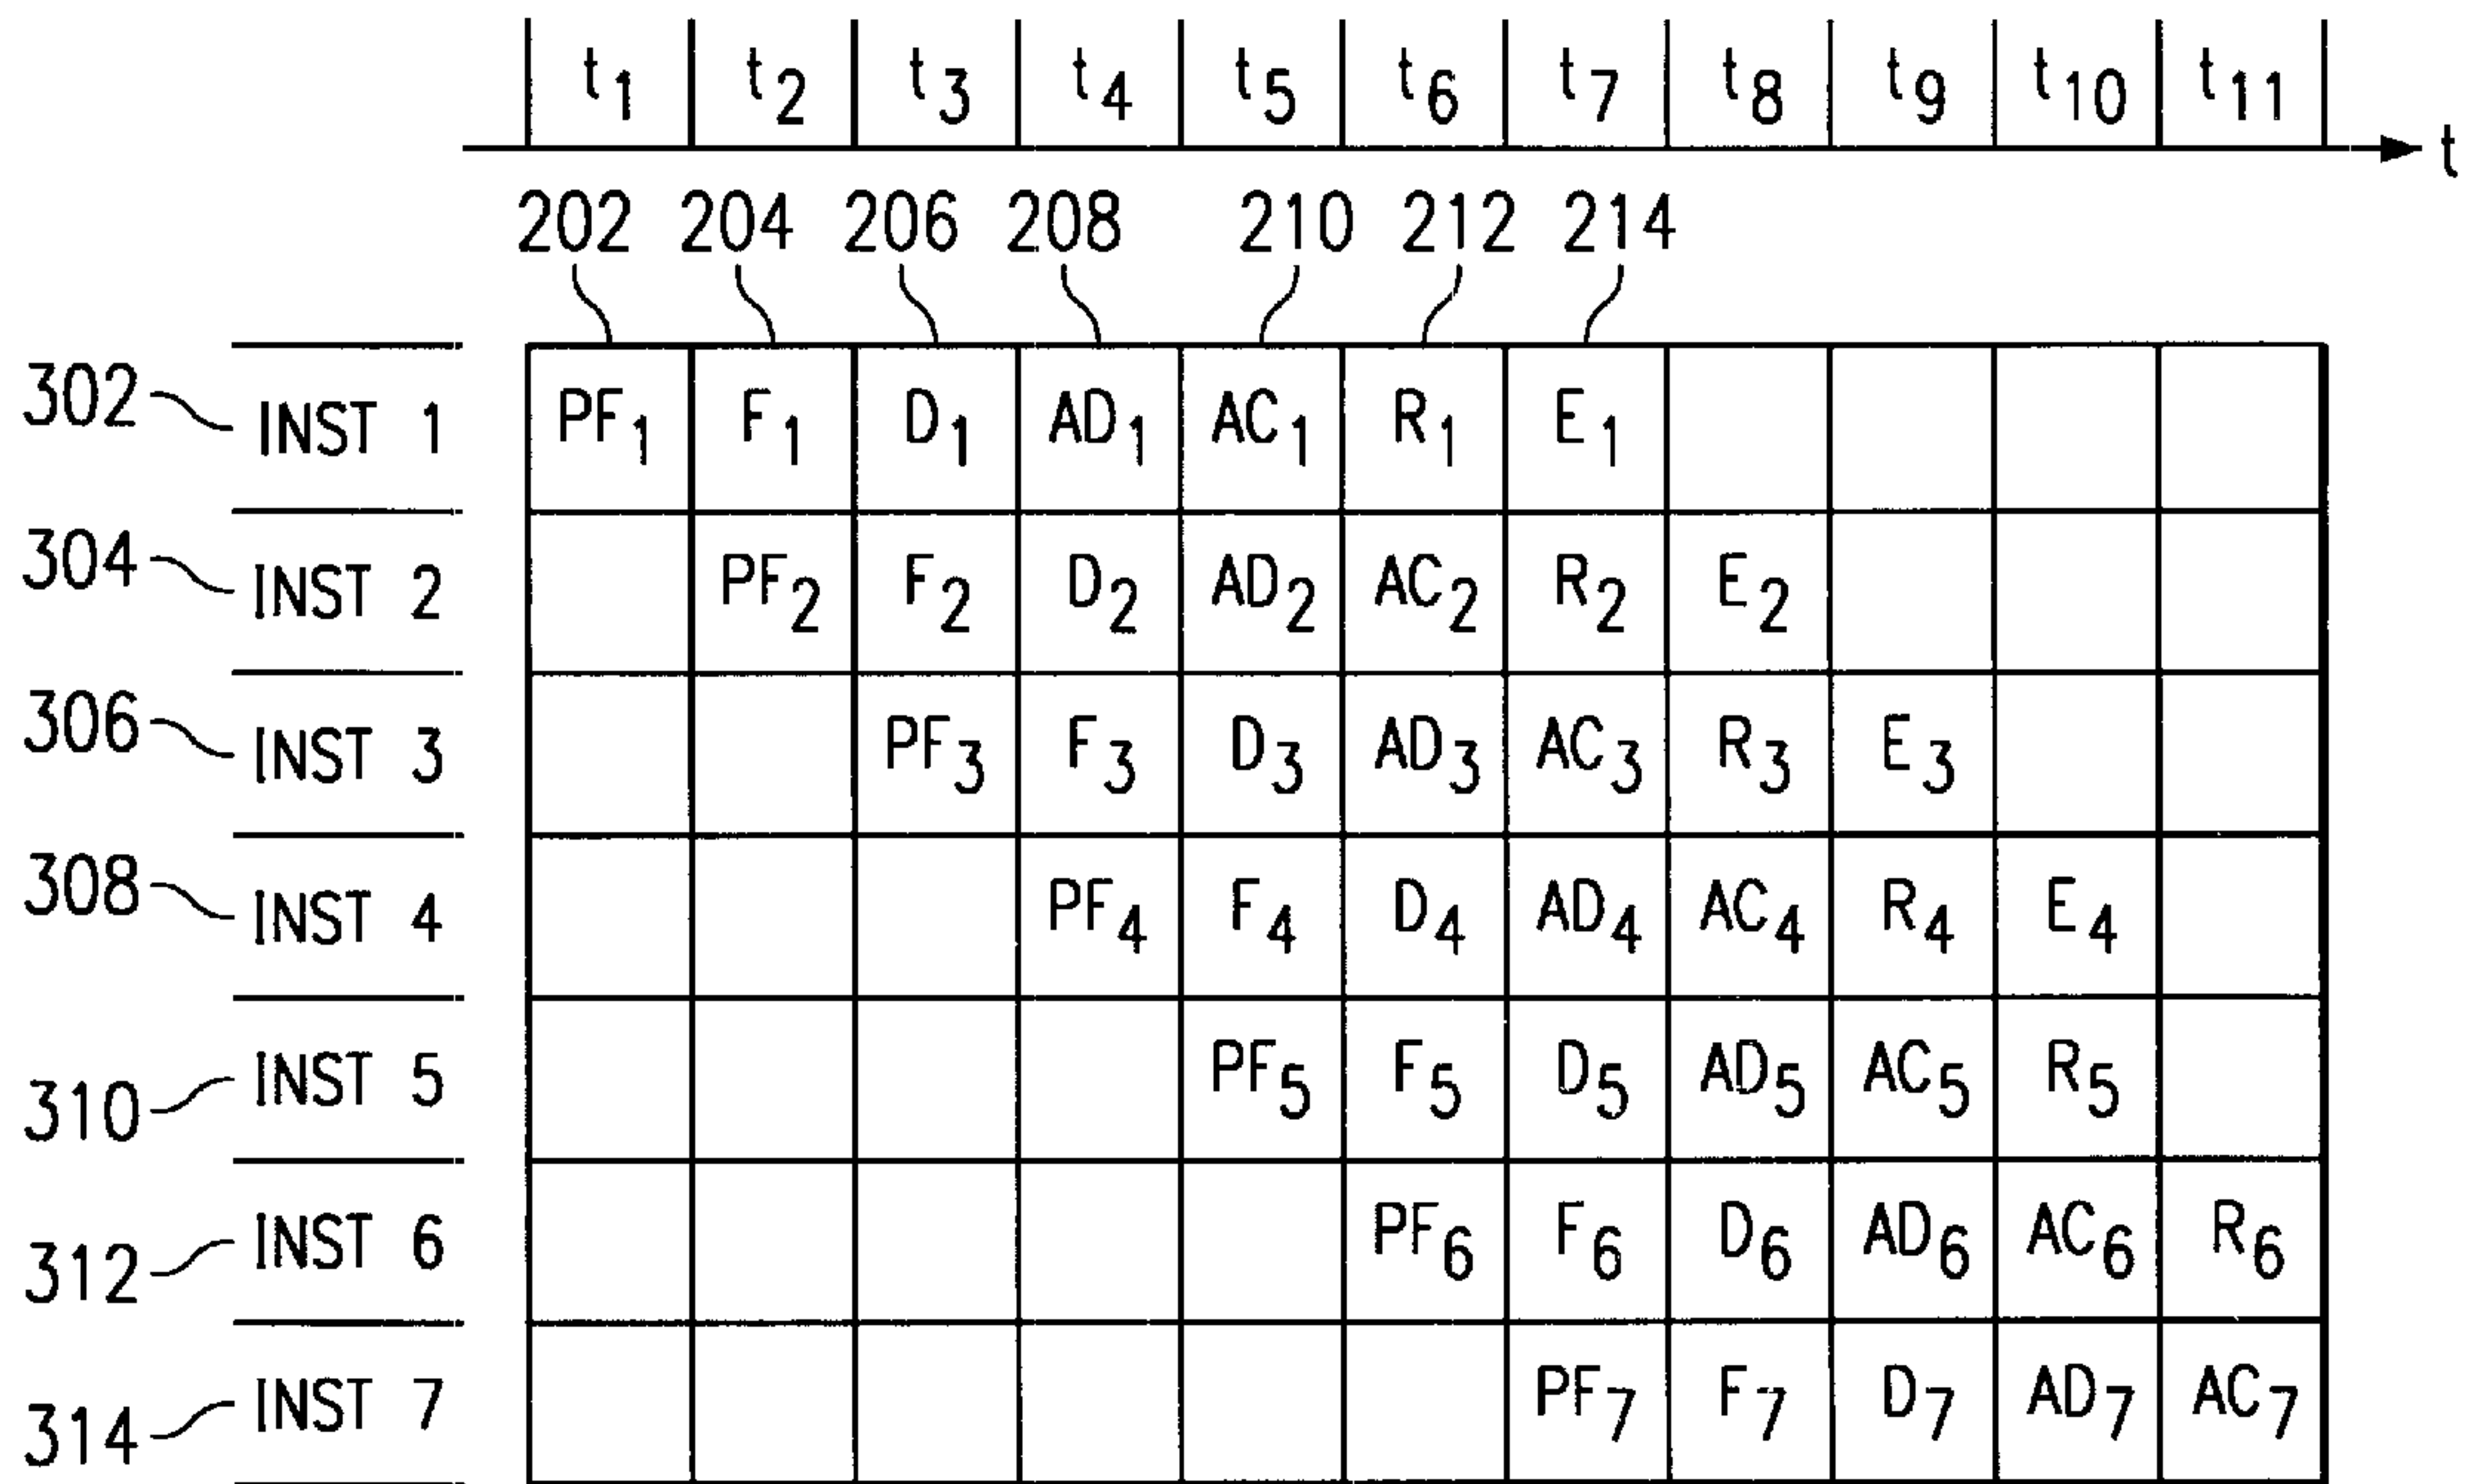 t1 t2 t3 t4 t5 t6 t7 t8 t9 t10 t11
t
202 204 206 208 210 212 214
302 INST 1 PF1 F1 D1 AD1 AC1 R1 E1
304 INST 2 PF2 F2 D2 AD2 AC2 R2 E2
306 INST 3 PF3 F3 D3 AD3 AC3 R3 E3
308 INST 4 PF4 F4 D4 AD4 AC4 R4 E4
310 INST 5 PF5 F5 D5 AD5 AC5 R5
312 INST 6 PF6 F6 D6 AD6 AC6 R6
314 INST 7 PF7 F7 D7 AD7 AC7